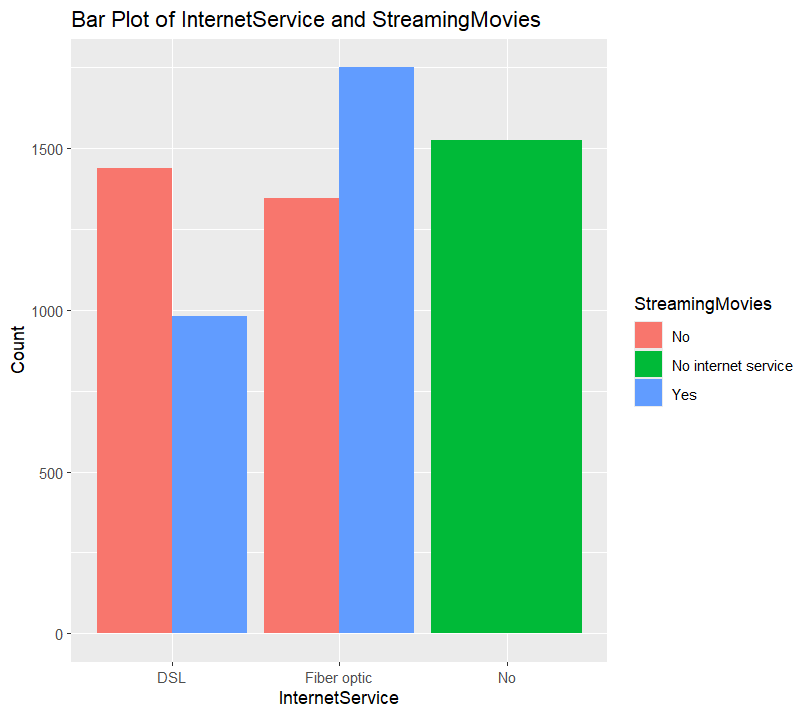 Bar Plot of InternetService and StreamingMovies
Count
1500
1000
500
0
DSL
Fiber optic
No
InternetService
StreamingMovies
No
No internet service
Yes